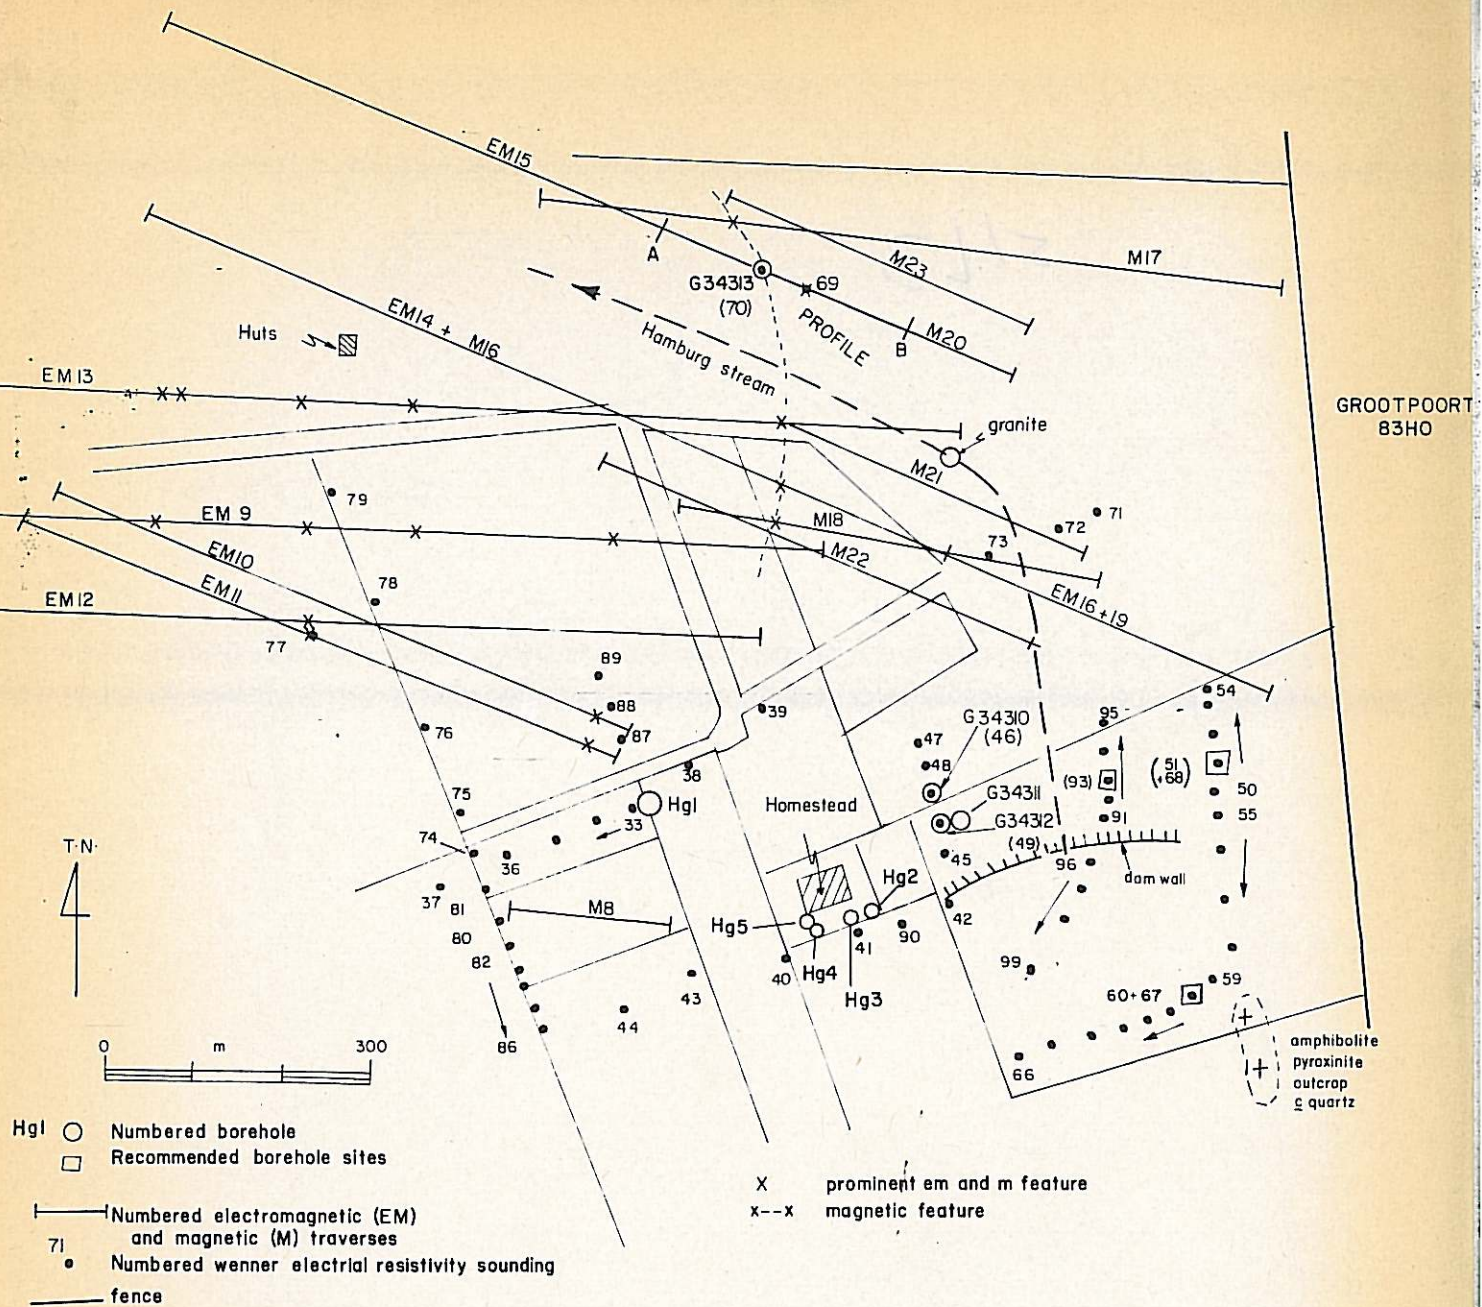 EM15
A
M17
M23
G34313
(70)
69
PROFILE
B
M20
Hamburg stream
EM14 + M16
Huts
EM13
GROOTPOORT
83HO
granite
M21
79
EM 9
M18
M22
73
72
71
EM10
EM11
78
EM12
77
EM16+19
89
88
87
76
39
38
47
48
G34310
(46)
95
54
(93)
(51
+68)
50
55
75
Hg1
33
Homestead
G34311
G34312
(49)
91
74
36
45
96
dam wall
37
81
M8
Hg2
Hg5
42
80
41
90
82
40
Hg4
Hg3
99
43
44
60+67
59
86
66
T.N.
0 m 300
amphibolite
pyroxinite
outcrop
c quartz
Hg1 Numbered borehole
Recommended borehole sites
Numbered electromagnetic (EM)
and magnetic (M) traverses
71
Numbered wenner electrial resistivity sounding
fence
X prominent em and m feature
x--x magnetic feature